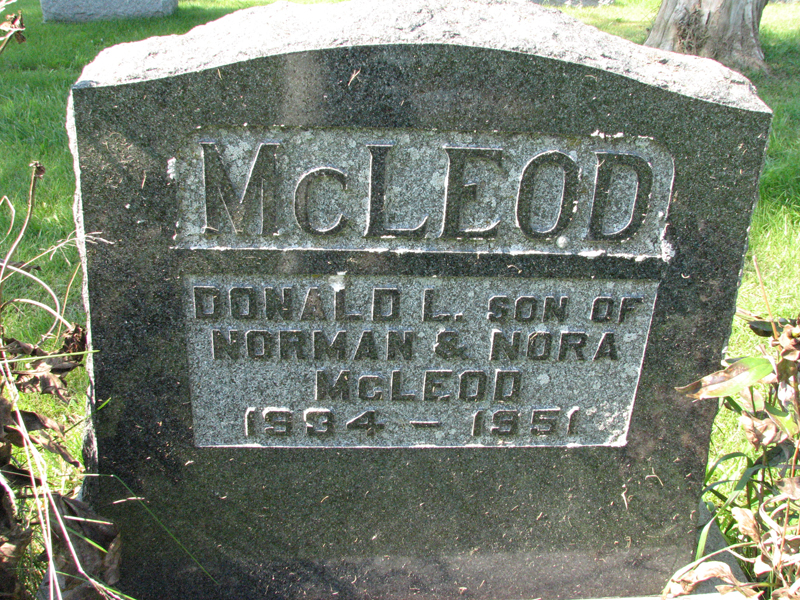 McLEOD
DONALD L. SON OF
NORMAN & NORA
McLEOD
1934 - 1951